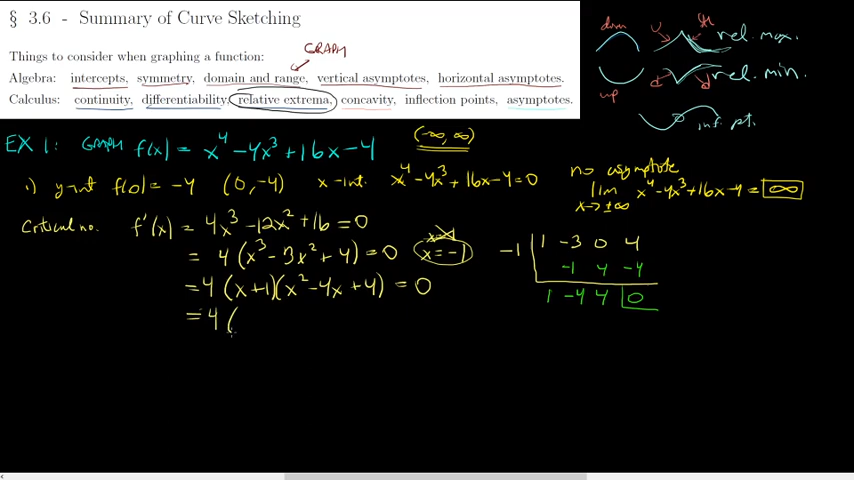 § 3.6 - Summary of Curve Sketching
Things to consider when graphing a function:
GRAPH
Algebra: intercepts, symmetry, domain and range, vertical asymptotes, horizontal asymptotes.
Calculus: continuity, differentiability, relative extrema, concavity, inflection points, asymptotes.
down
rel. max.
up
rel. min.
inf. pt.
EX 1: GRAPH f(x) = x⁴ -4x³ +16x -4
(-∞, ∞)
1) y-int f(0) = -4 (0, -4) x-int. x⁴ -4x³ +16x -4 = 0
no asymptote
lim x→±∞ x⁴ -4x³ +16x -4 = ∞
Critical no. f'(x) = 4x³ -12x² +16 = 0
= 4(x³ -3x² +4) = 0
x = -1
= 4(x+1)(x² -4x +4) = 0
= 4(
-1 | 1 -3 0 4
-1 4 -4
1 -4 4 0